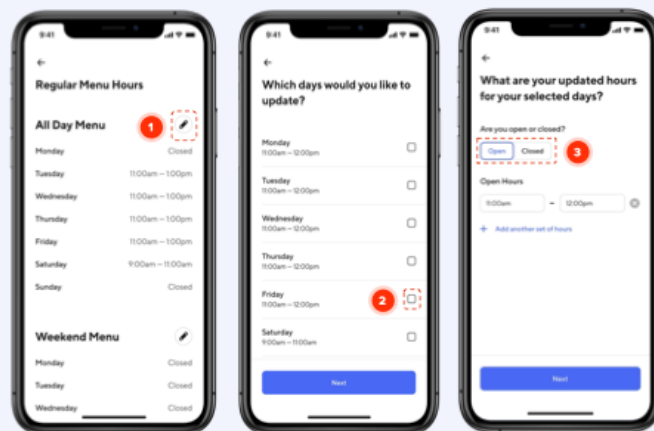 9:41
Regular Menu Hours
All Day Menu
1
Monday Closed
Tuesday 11:00am – 1:00pm
Wednesday 11:00am – 1:00pm
Thursday 11:00am – 1:00pm
Friday 11:00am – 1:00pm
Saturday 9:00am – 11:00am
Sunday Closed
Weekend Menu
Monday Closed
Tuesday Closed
Wednesday Closed
9:41
Which days would you like to
update?
Monday
11:00am – 12:00pm
Tuesday
11:00am – 12:00pm
Wednesday
11:00am – 12:00pm
Thursday
11:00am – 12:00pm
Friday
11:00am – 12:00pm
2
Saturday
9:00am – 11:00am
Next
9:41
What are your updated hours
for your selected days?
Are you open or closed?
Open Closed
3
Open Hours
11:00am – 12:00pm
+ Add another set of hours
Next